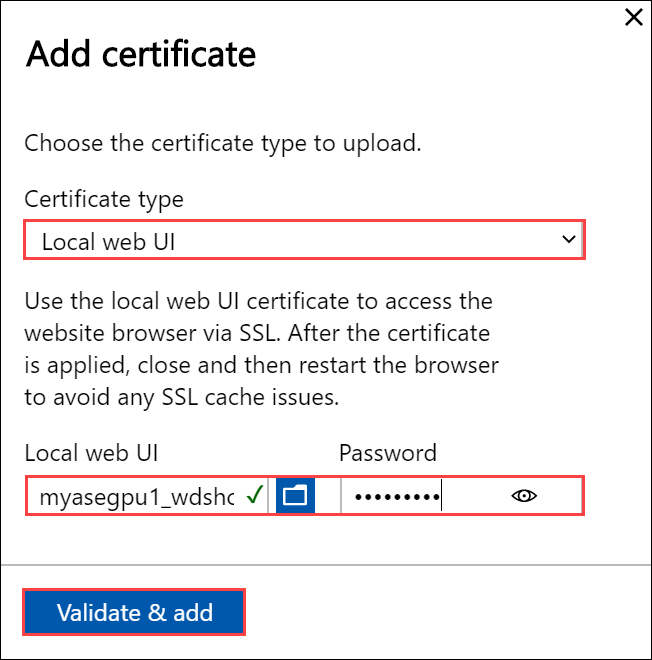 Add certificate
Choose the certificate type to upload.
Certificate type
Local web UI
Use the local web UI certificate to access the
website browser via SSL. After the certificate
is applied, close and then restart the browser
to avoid any SSL cache issues.
Local web UI Password
myasegpu1_wdshc •••••••••
Validate & add